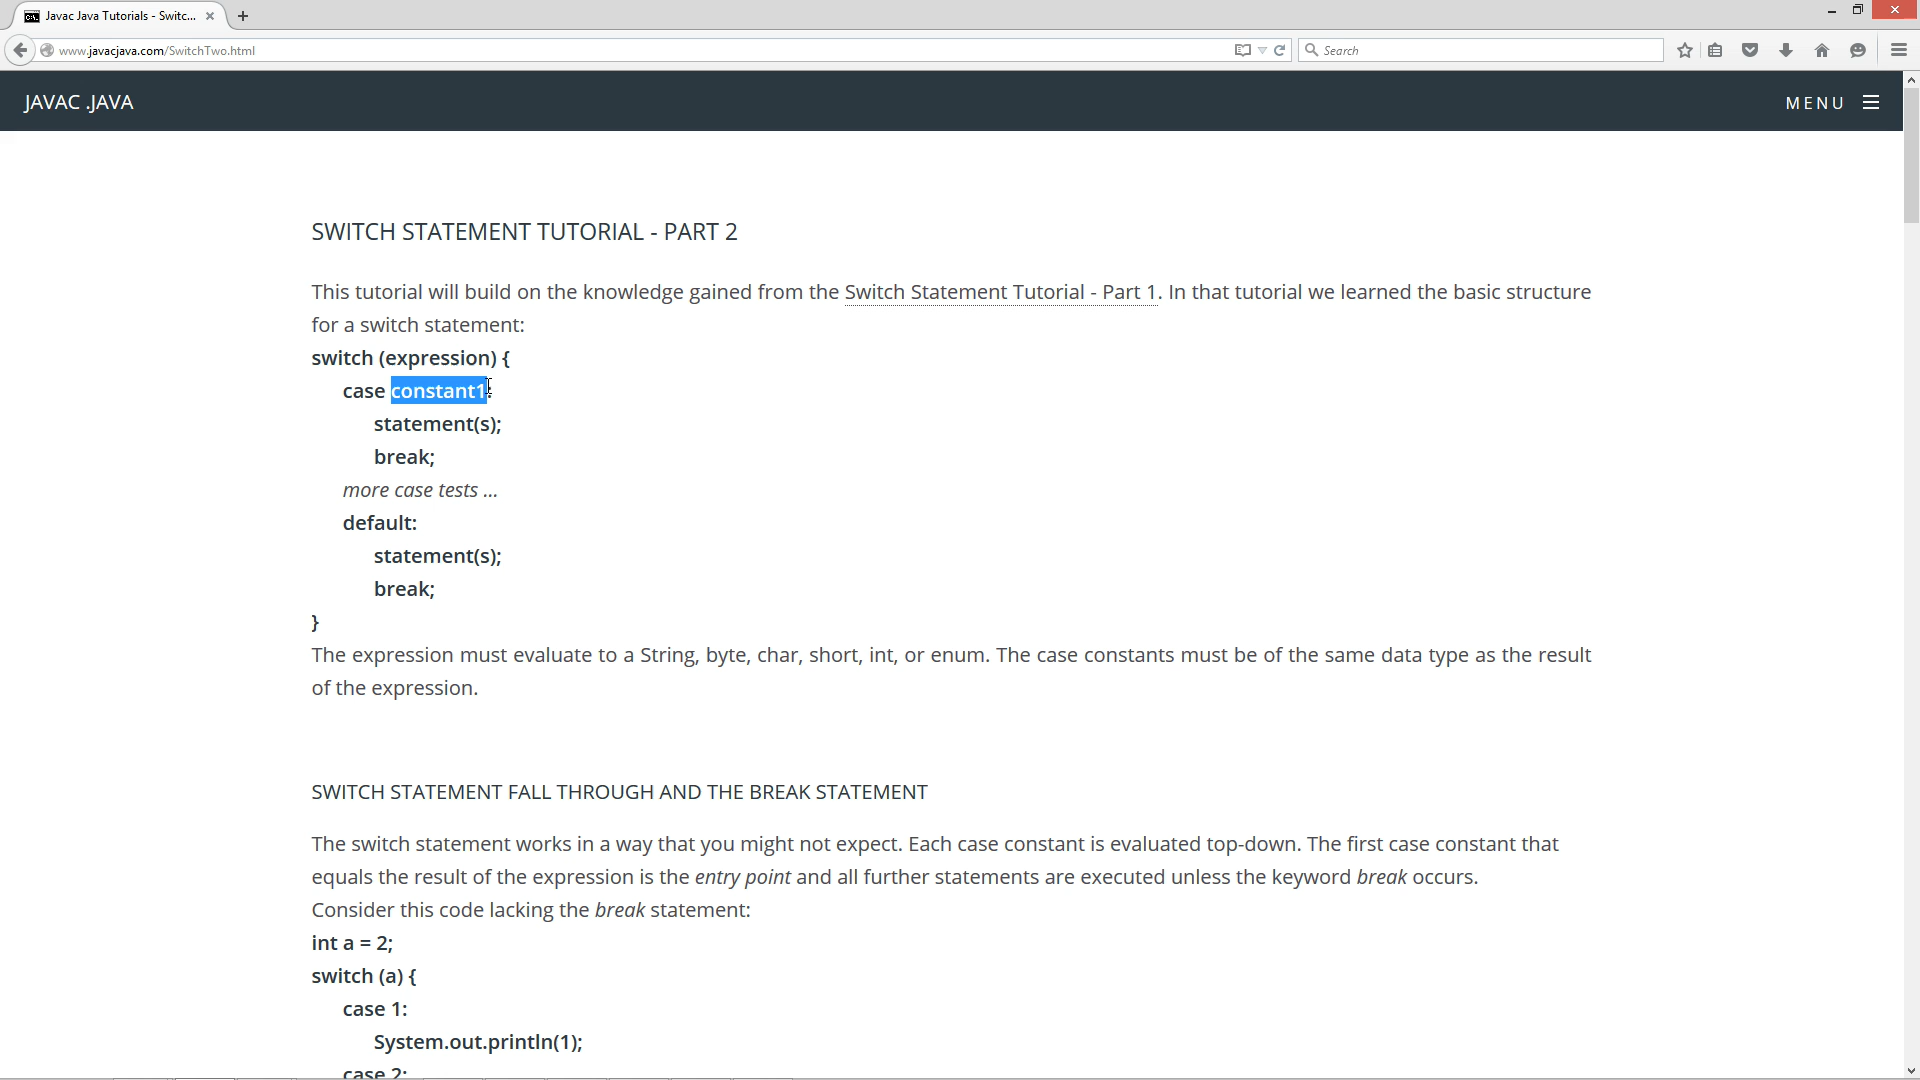 Javac Java Tutorials - Switc...
www.javacjava.com/SwitchTwo.html
Search
JAVAC .JAVA
MENU
SWITCH STATEMENT TUTORIAL - PART 2
This tutorial will build on the knowledge gained from the Switch Statement Tutorial - Part 1. In that tutorial we learned the basic structure
for a switch statement:
switch (expression) {
case constant1:
statement(s);
break;
more case tests ...
default:
statement(s);
break;
}
The expression must evaluate to a String, byte, char, short, int, or enum. The case constants must be of the same data type as the result
of the expression.
SWITCH STATEMENT FALL THROUGH AND THE BREAK STATEMENT
The switch statement works in a way that you might not expect. Each case constant is evaluated top-down. The first case constant that
equals the result of the expression is the entry point and all further statements are executed unless the keyword break occurs.
Consider this code lacking the break statement:
int a = 2;
switch (a) {
case 1:
System.out.println(1);
case 2: